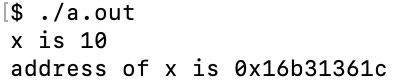 [$ ./a.out
x is 10
address of x is 0x16b31361c